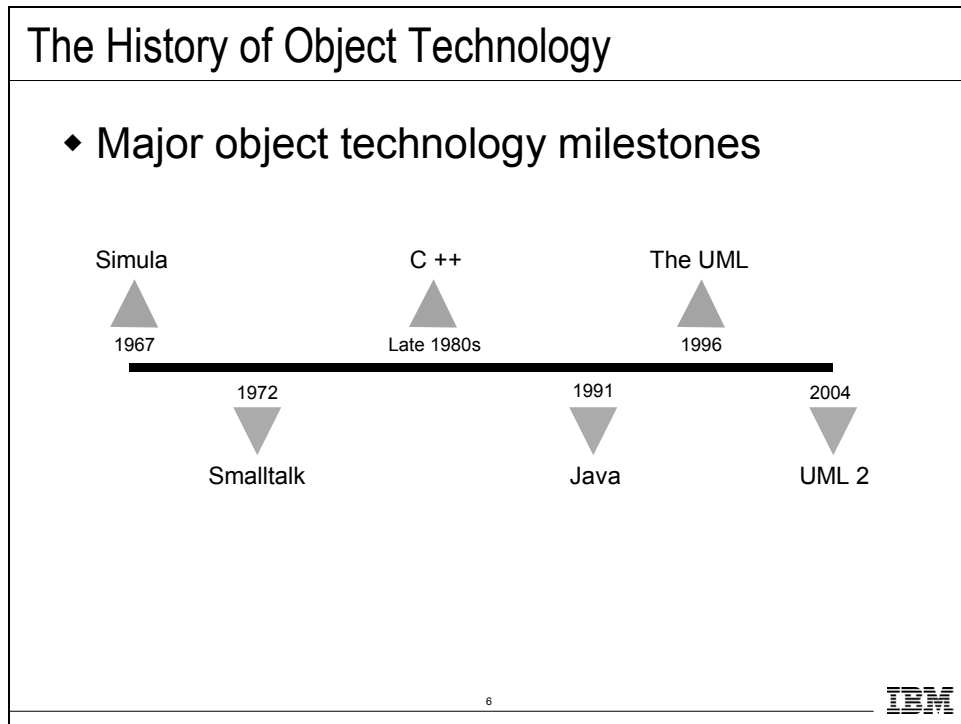 The History of Object Technology
◆ Major object technology milestones
Simula C ++ The UML
1967 Late 1980s 1996
1972 1991 2004
Smalltalk Java UML 2
6
IBM